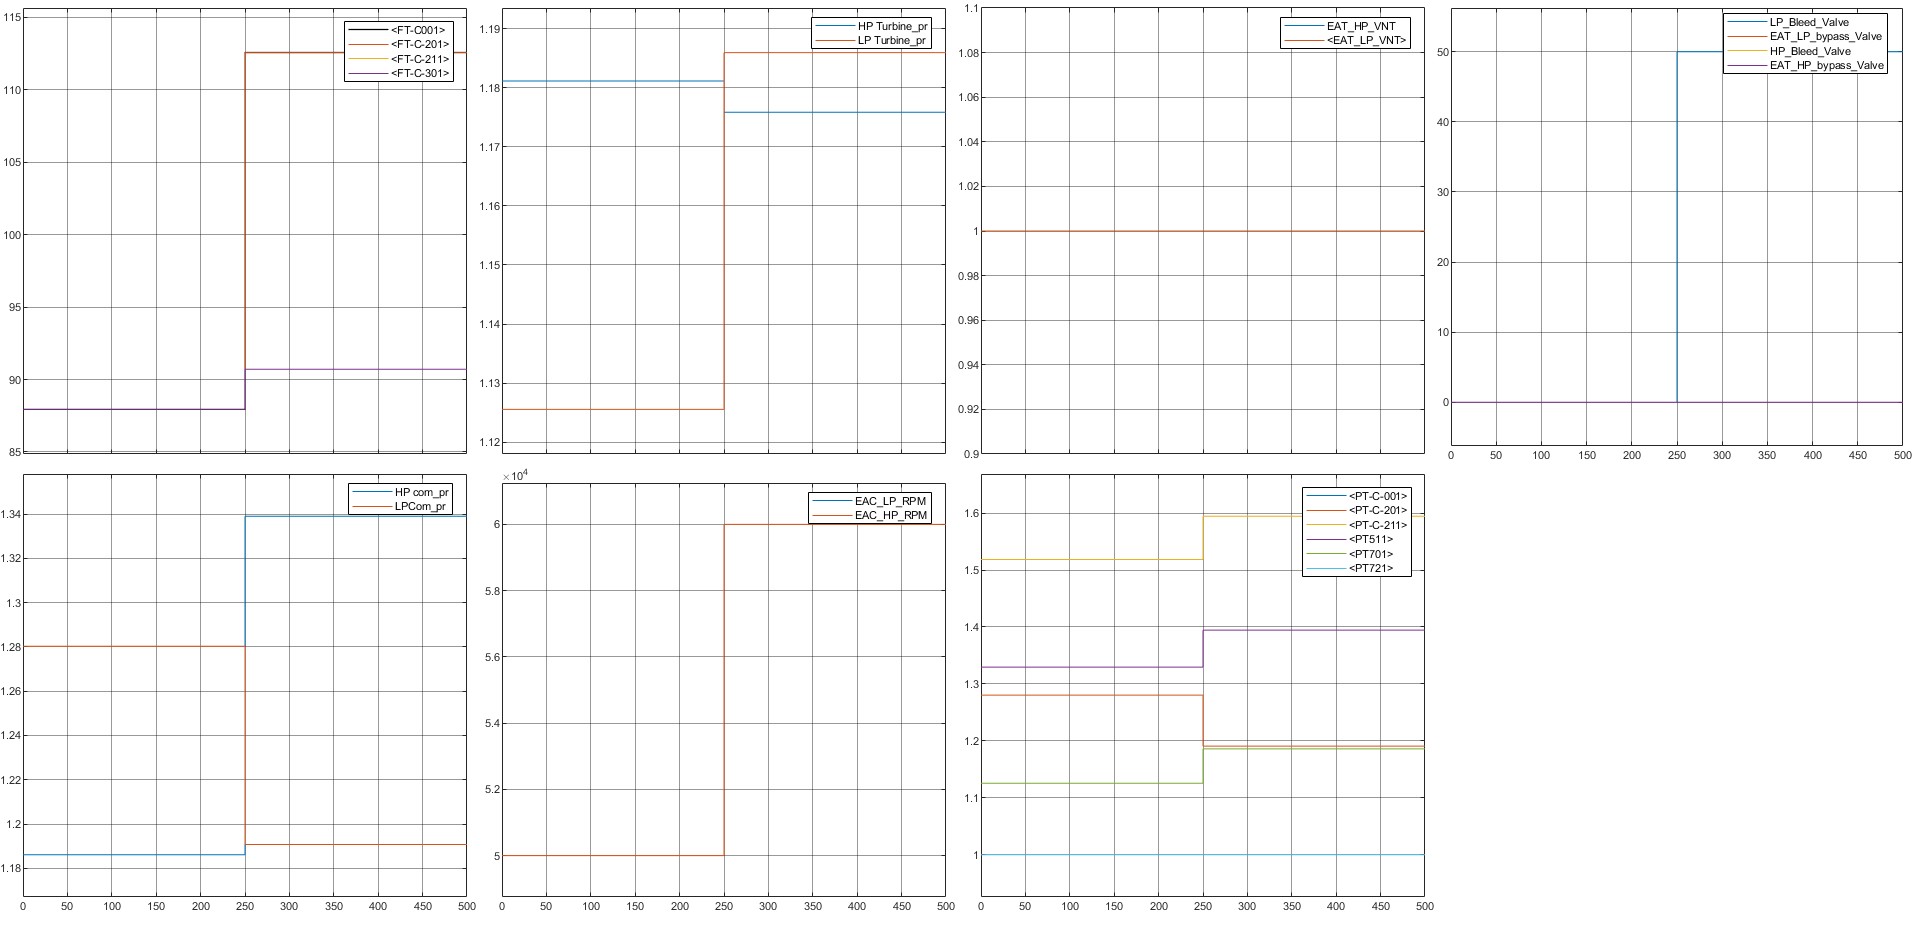 115
110
105
100
95
90
85
<FT-C001>
<FT-C-201>
<FT-C-211>
<FT-C-301>
1.19
1.18
1.17
1.16
1.15
1.14
1.13
1.12
HP Turbine_pr
LP Turbine_pr
1.1
1.08
1.06
1.04
1.02
1
0.98
0.96
0.94
0.92
0.9
EAT_HP_VNT
<EAT_LP_VNT>
50
40
30
20
10
0
LP_Bleed_Valve
EAT_LP_bypass_Valve
HP_Bleed_Valve
EAT_HP_bypass_Valve
0 50 100 150 200 250 300 350 400 450 500
1.34
1.32
1.3
1.28
1.26
1.24
1.22
1.2
1.18
HP com_pr
LPCom_pr
0 50 100 150 200 250 300 350 400 450 500
×10^4
6
5.8
5.6
5.4
5.2
5
EAC_LP_RPM
EAC_HP_RPM
0 50 100 150 200 250 300 350 400 450 500
1.6
1.5
1.4
1.3
1.2
1.1
1
<PT-C-001>
<PT-C-201>
<PT-C-211>
<PT511>
<PT701>
<PT721>
0 50 100 150 200 250 300 350 400 450 500